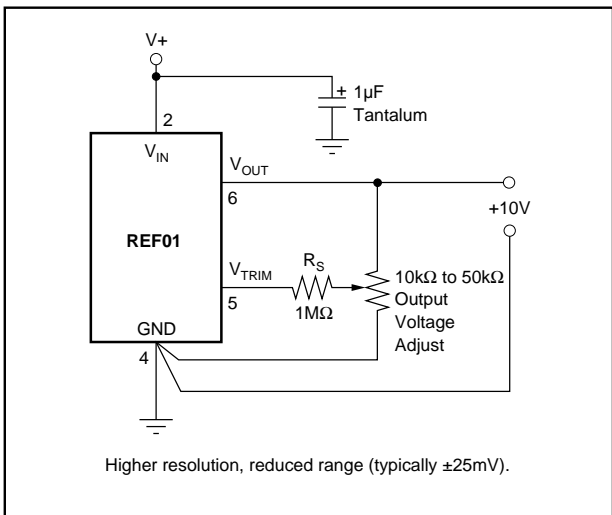 V+
+ 1µF
Tantalum
2
V_IN
V_OUT
6
+10V
REF01
R_S
10kΩ to 50kΩ
V_TRIM
Output
5
1MΩ
Voltage
GND
Adjust
4
Higher resolution, reduced range (typically ±25mV).